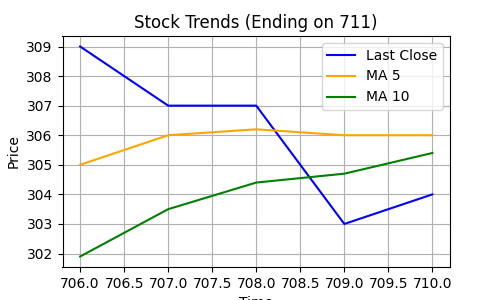 Stock Trends (Ending on 711)
Last Close
MA 5
MA 10
Price
309
308
307
306
305
304
303
302
706.0 706.5 707.0 707.5 708.0 708.5 709.0 709.5 710.0
Time